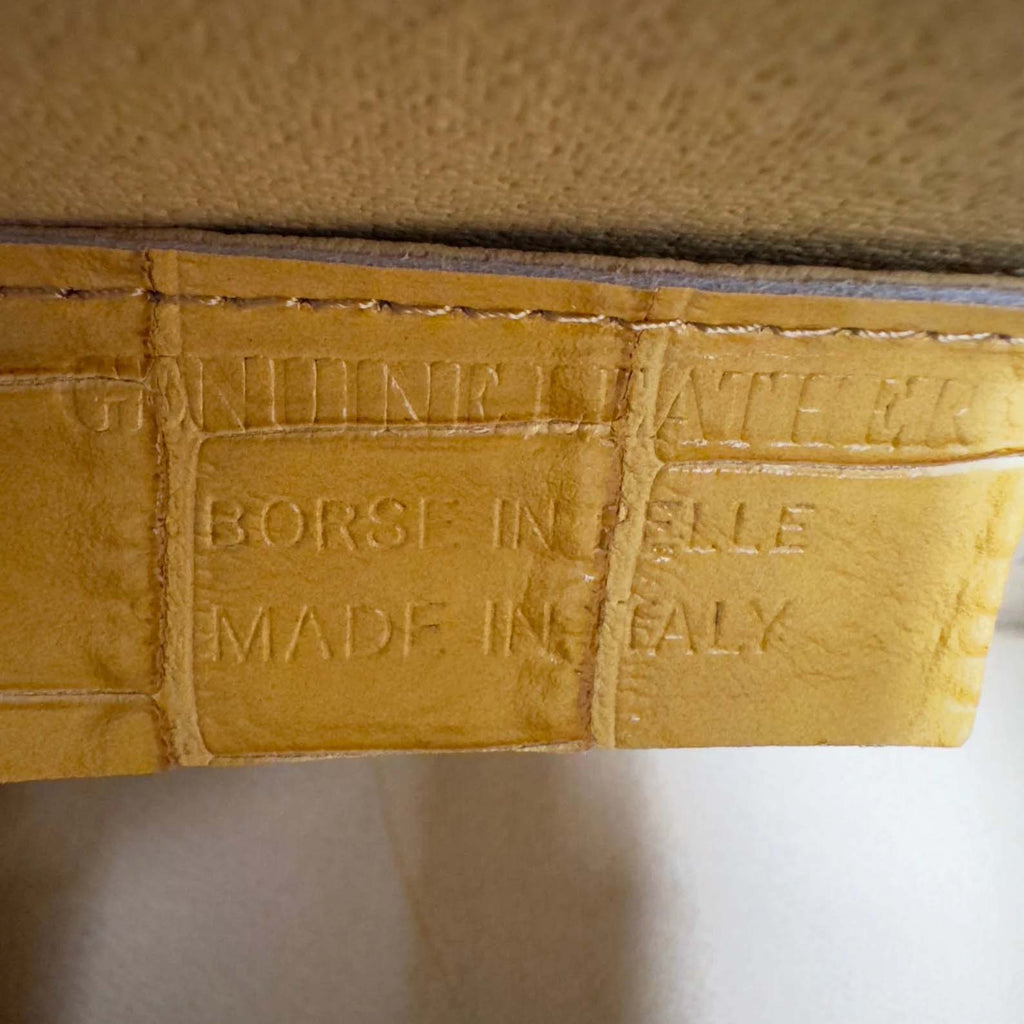 GENUINE LEATHER
BORSE IN PELLE
MADE IN ITALY